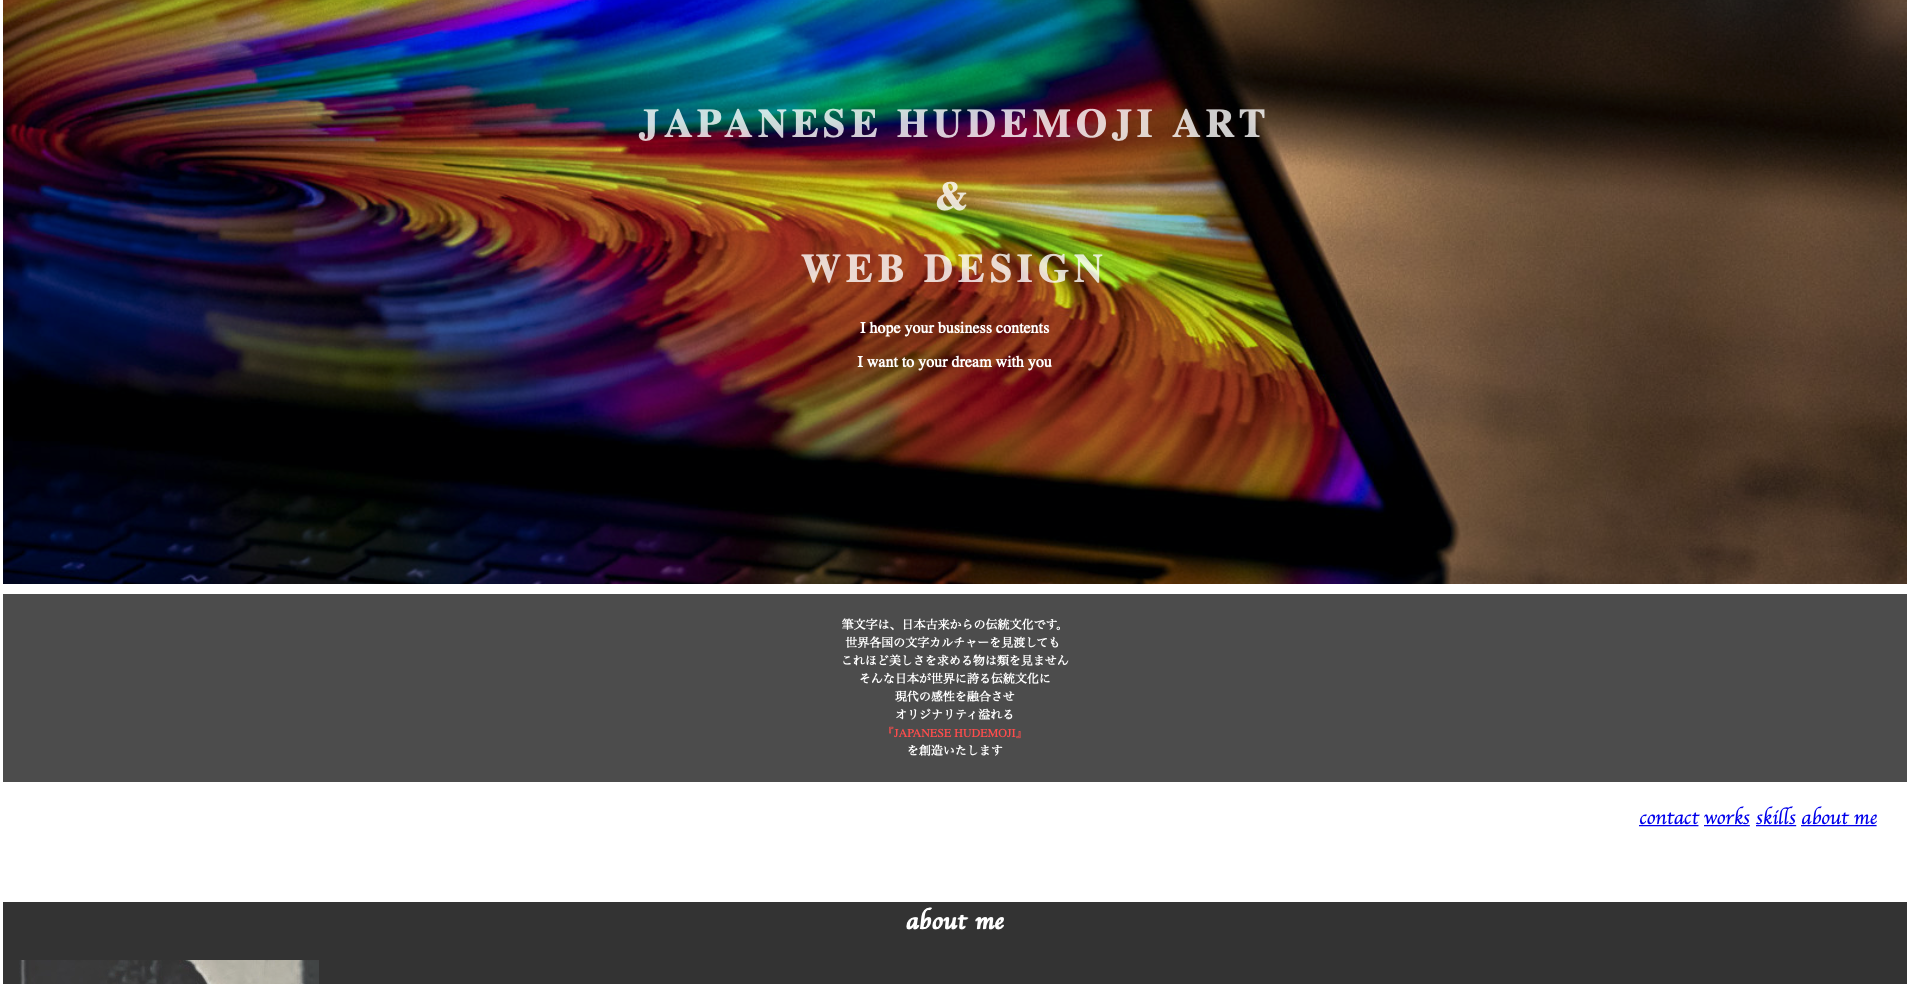 JAPANESE HUDEMOJI ART
&
WEB DESIGN
I hope your business contents
I want to your dream with you
筆文字は、日本古来からの伝統文化です。
世界各国の文字カルチャーを見渡しても
これほど美しさを求める物は類を見ません
そんな日本が世界に誇る伝統文化に
現代の感性を融合させ
オリジナリティ溢れる
『JAPANESE HUDEMOJI』
を創造いたします
contact works skills about me
about me